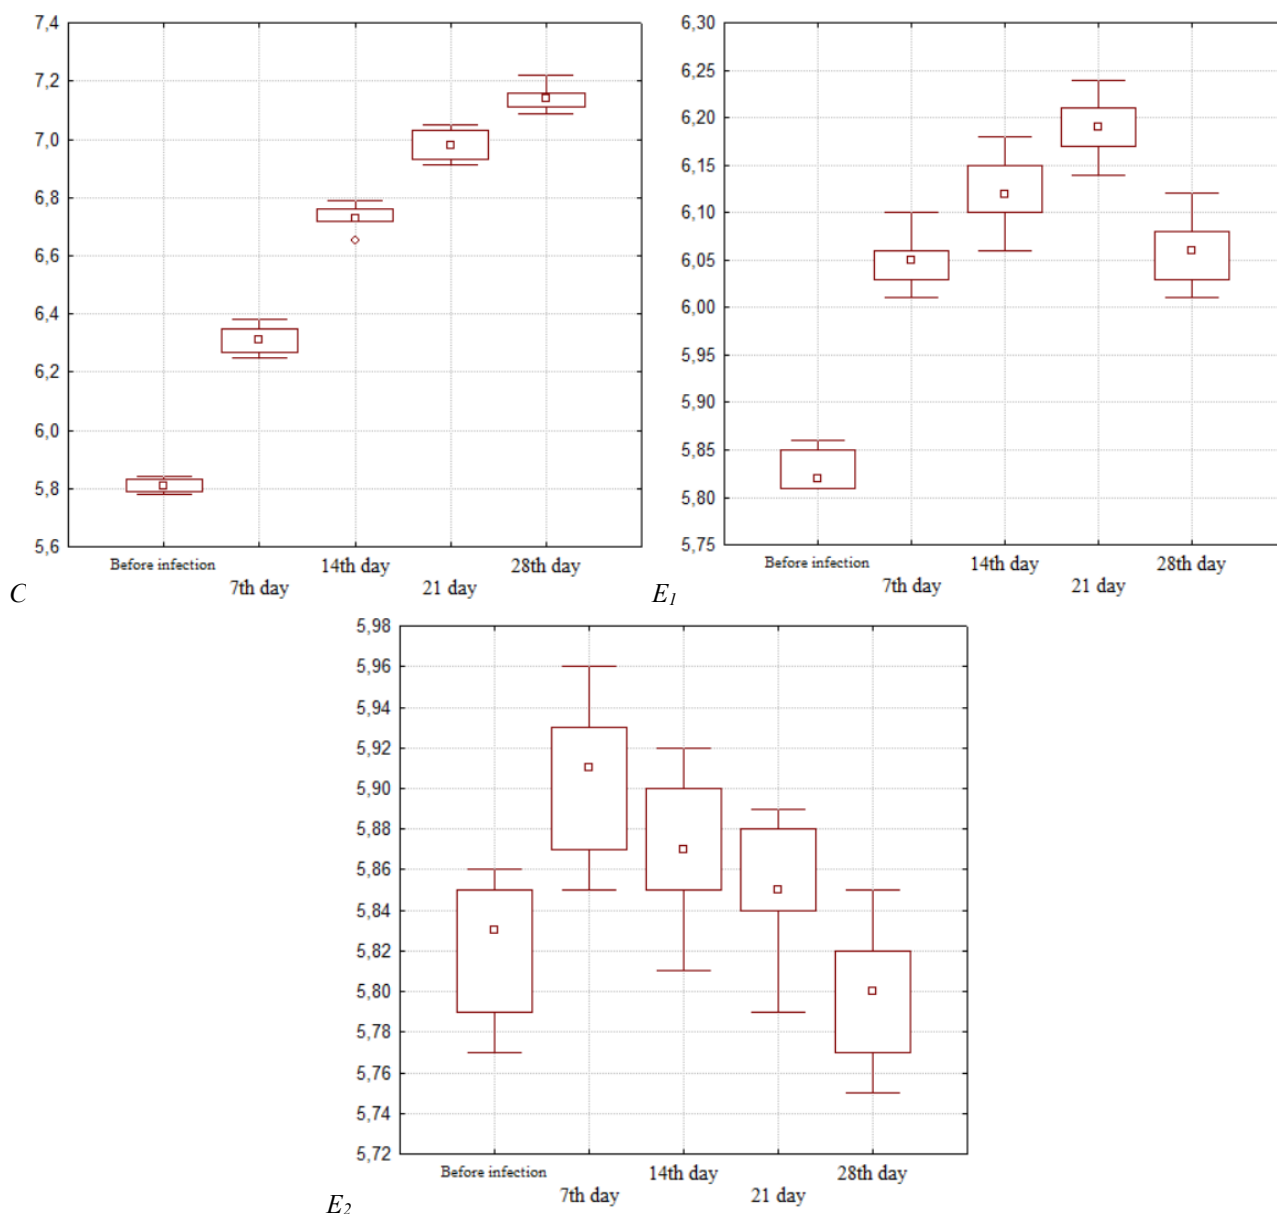 7,4
7,2
7,0
6,8
6,6
6,4
6,2
6,0
5,8
5,6
Before infection
7th day
14th day
21 day
28th day
C
6,30
6,25
6,20
6,15
6,10
6,05
6,00
5,95
5,90
5,85
5,80
5,75
Before infection
7th day
14th day
21 day
28th day
E1
5,98
5,96
5,94
5,92
5,90
5,88
5,86
5,84
5,82
5,80
5,78
5,76
5,74
5,72
Before infection
7th day
14th day
21 day
28th day
E2